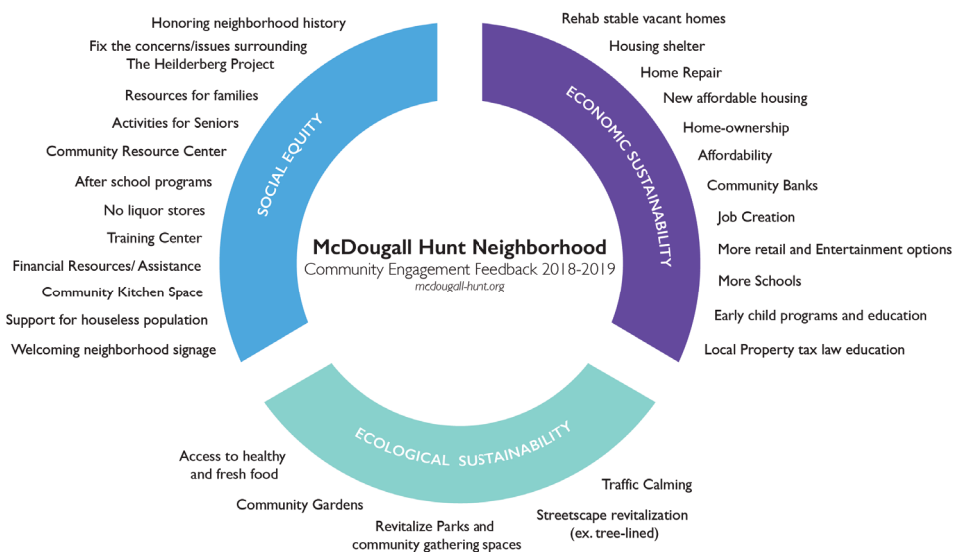 Honoring neighborhood history
Fix the concerns/issues surrounding
The Heilderberg Project
Resources for families
Activities for Seniors
Community Resource Center
After school programs
No liquor stores
Training Center
Financial Resources/ Assistance
Community Kitchen Space
Support for houseless population
Welcoming neighborhood signage
SOCIAL EQUITY
McDougall Hunt Neighborhood
Community Engagement Feedback 2018-2019
mcdougall-hunt.org
ECONOMIC SUSTAINABILITY
Rehab stable vacant homes
Housing shelter
Home Repair
New affordable housing
Home-ownership
Affordability
Community Banks
Job Creation
More retail and Entertainment options
More Schools
Early child programs and education
Local Property tax law education
ECOLOGICAL SUSTAINABILITY
Access to healthy
and fresh food
Community Gardens
Revitalize Parks and
community gathering spaces
Streetscape revitalization
(ex. tree-lined)
Traffic Calming